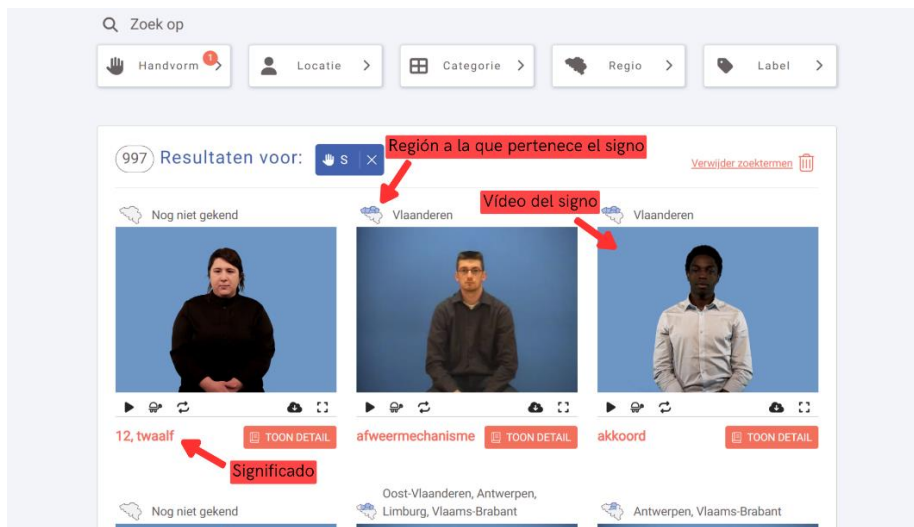 Zoek op
Handvorm 1
Locatie
Categorie
Regio
Label
997 Resultaten voor: S
Región a la que pertenece el signo
Verwijder zoektermen
Nog niet gekend
Vlaanderen
Vídeo del signo
Vlaanderen
12, twaalf
TOON DETAIL
afweermechanisme
TOON DETAIL
akkoord
TOON DETAIL
Significado
Nog niet gekend
Oost-Vlaanderen, Antwerpen,
Limburg, Vlaams-Brabant
Antwerpen, Vlaams-Brabant